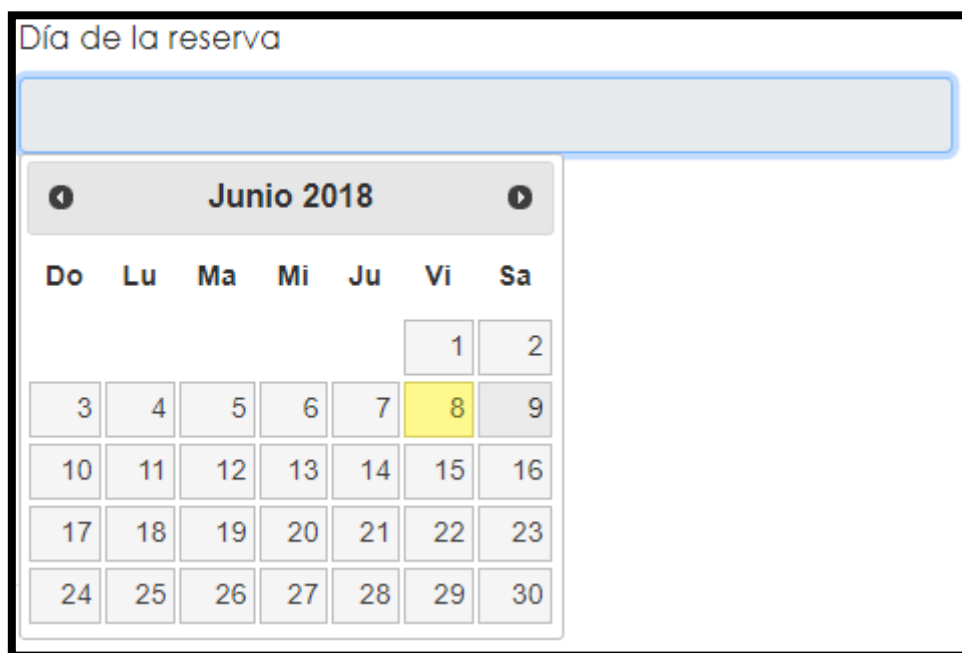 Día de la reserva
Junio 2018
Do Lu Ma Mi Ju Vi Sa
1 2
3 4 5 6 7 8 9
10 11 12 13 14 15 16
17 18 19 20 21 22 23
24 25 26 27 28 29 30